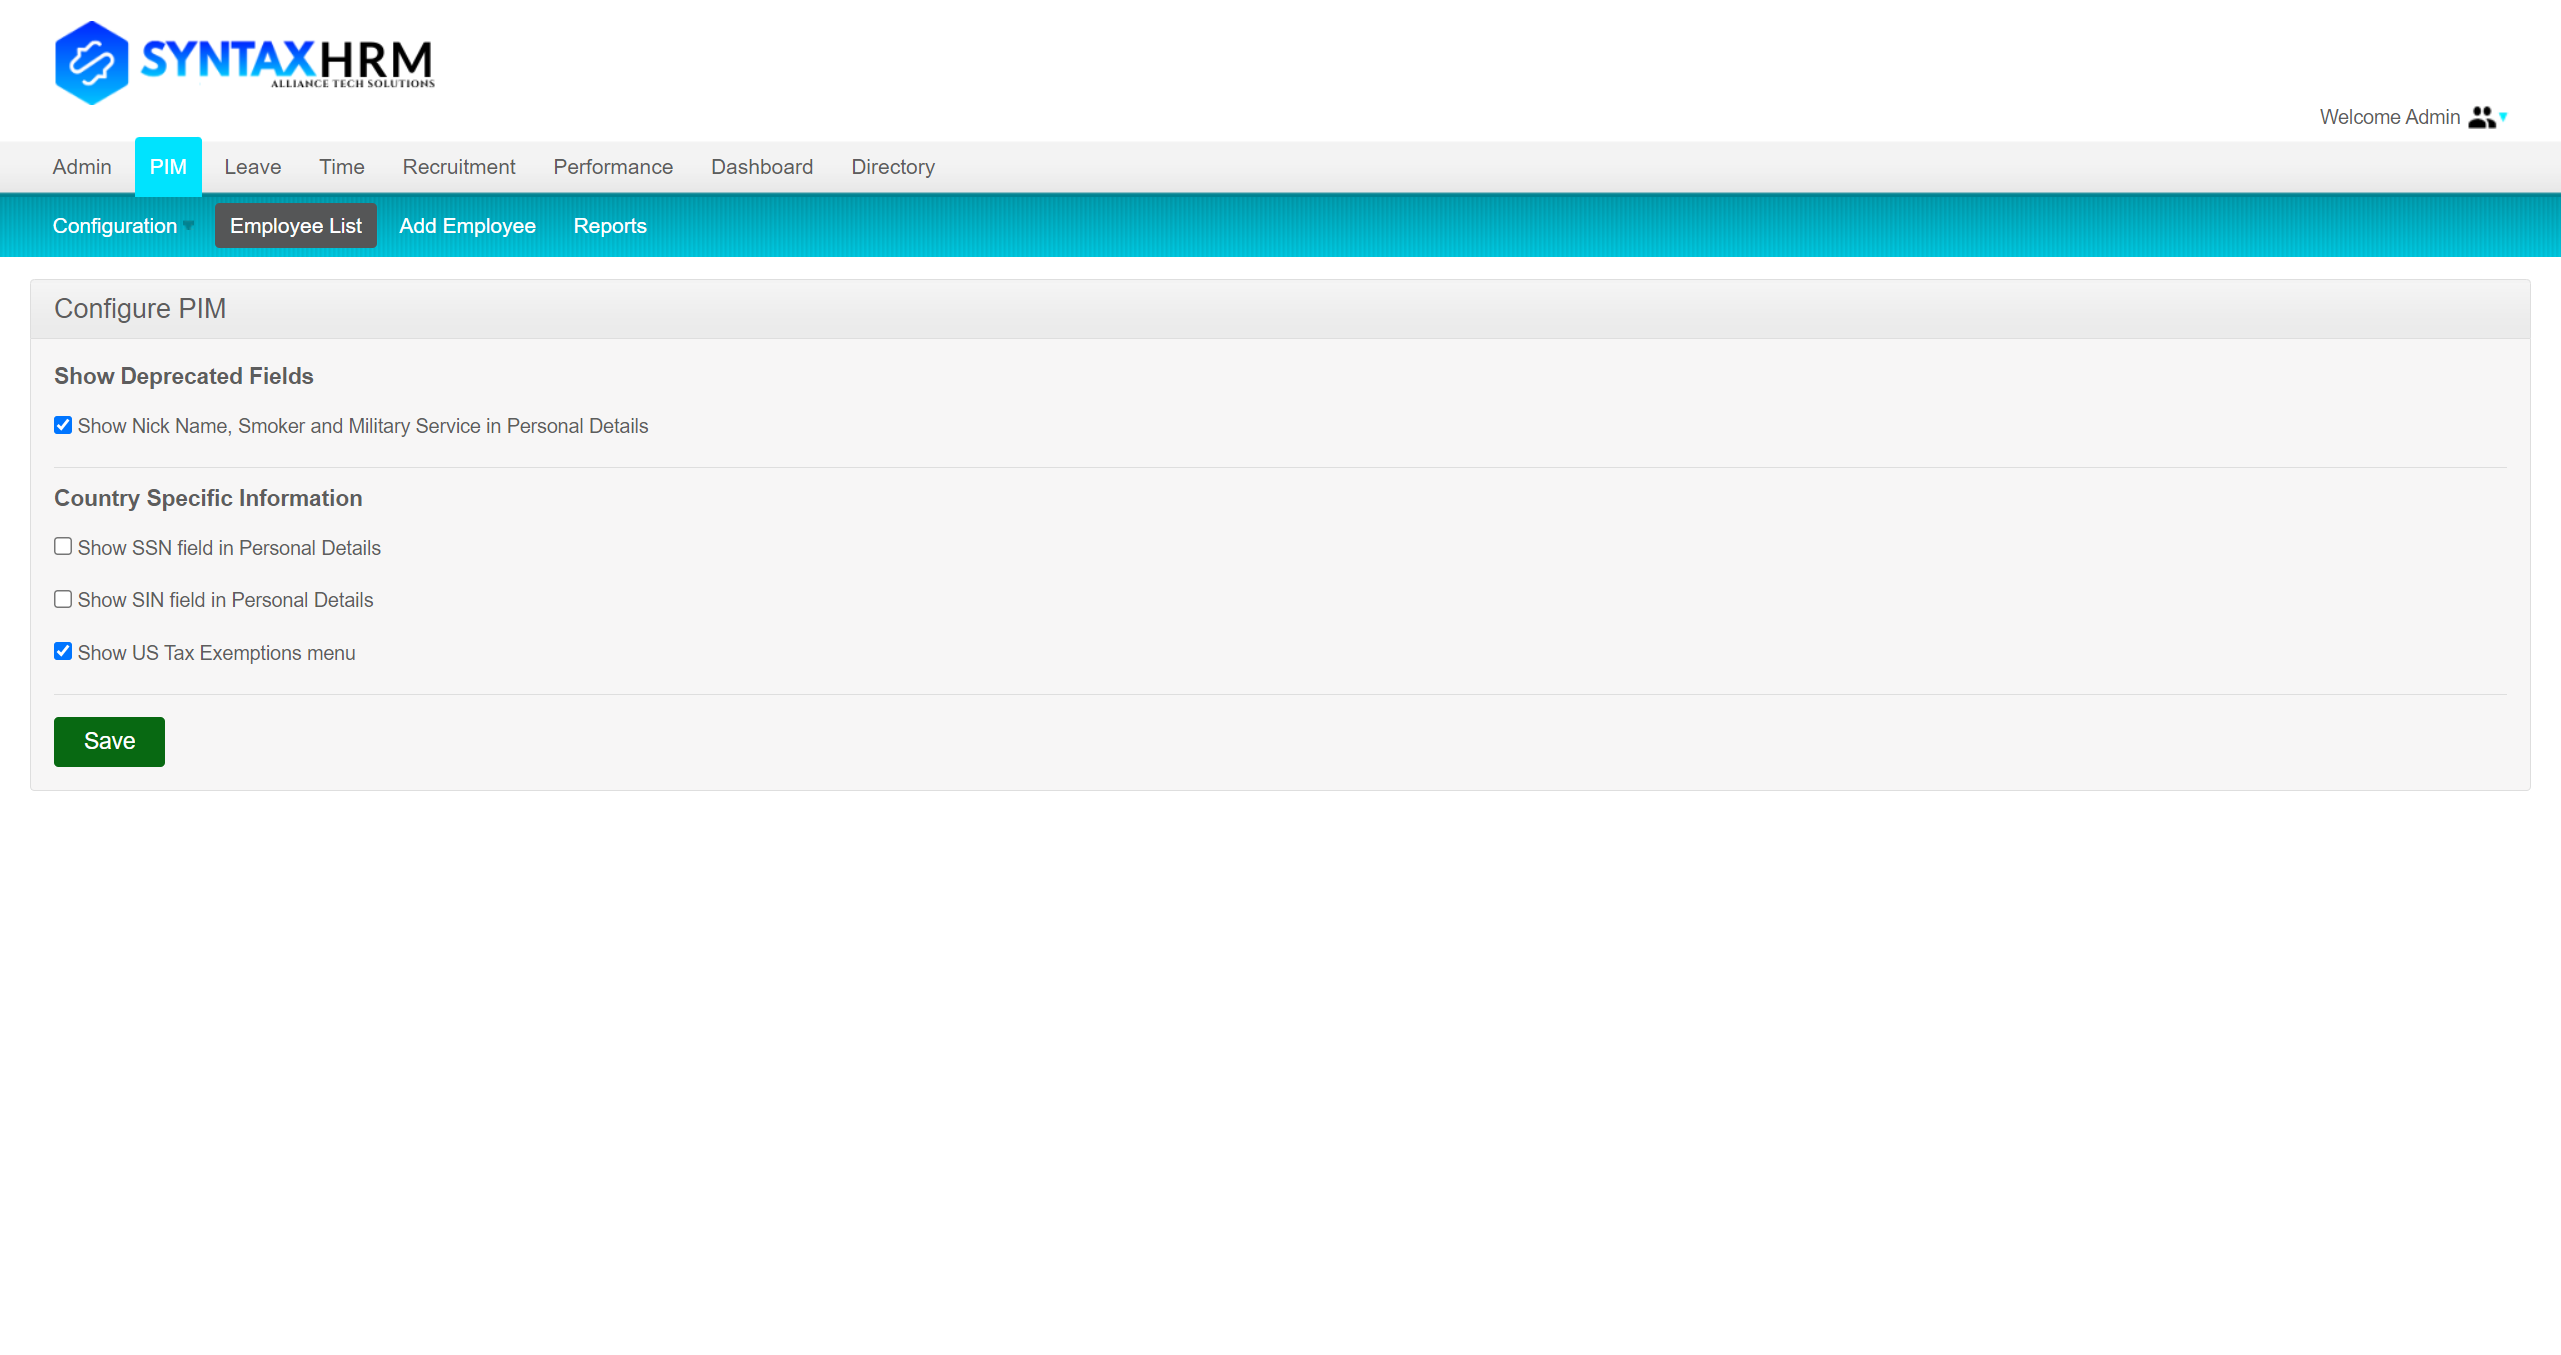 SYNTAXHRM
ALLIANCE TECH SOLUTIONS
Welcome Admin
Admin PIM Leave Time Recruitment Performance Dashboard Directory
Configuration Employee List Add Employee Reports
Configure PIM
Show Deprecated Fields
Show Nick Name, Smoker and Military Service in Personal Details
Country Specific Information
Show SSN field in Personal Details
Show SIN field in Personal Details
Show US Tax Exemptions menu
Save